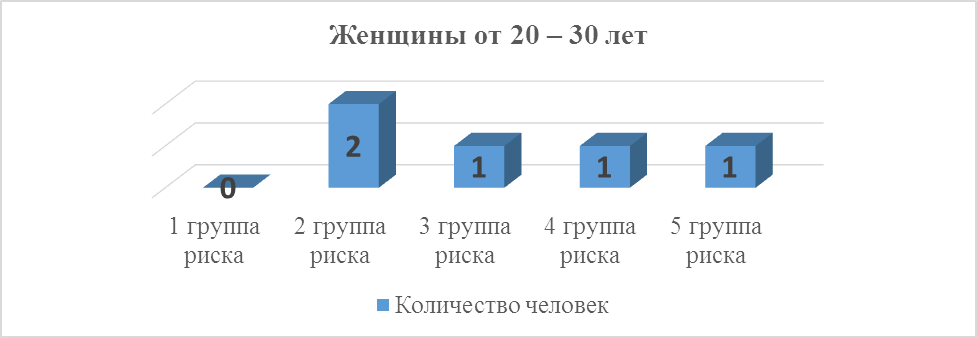 Женщины от 20 – 30 лет
0
2
1
1
1
1 группа риска
2 группа риска
3 группа риска
4 группа риска
5 группа риска
Количество человек